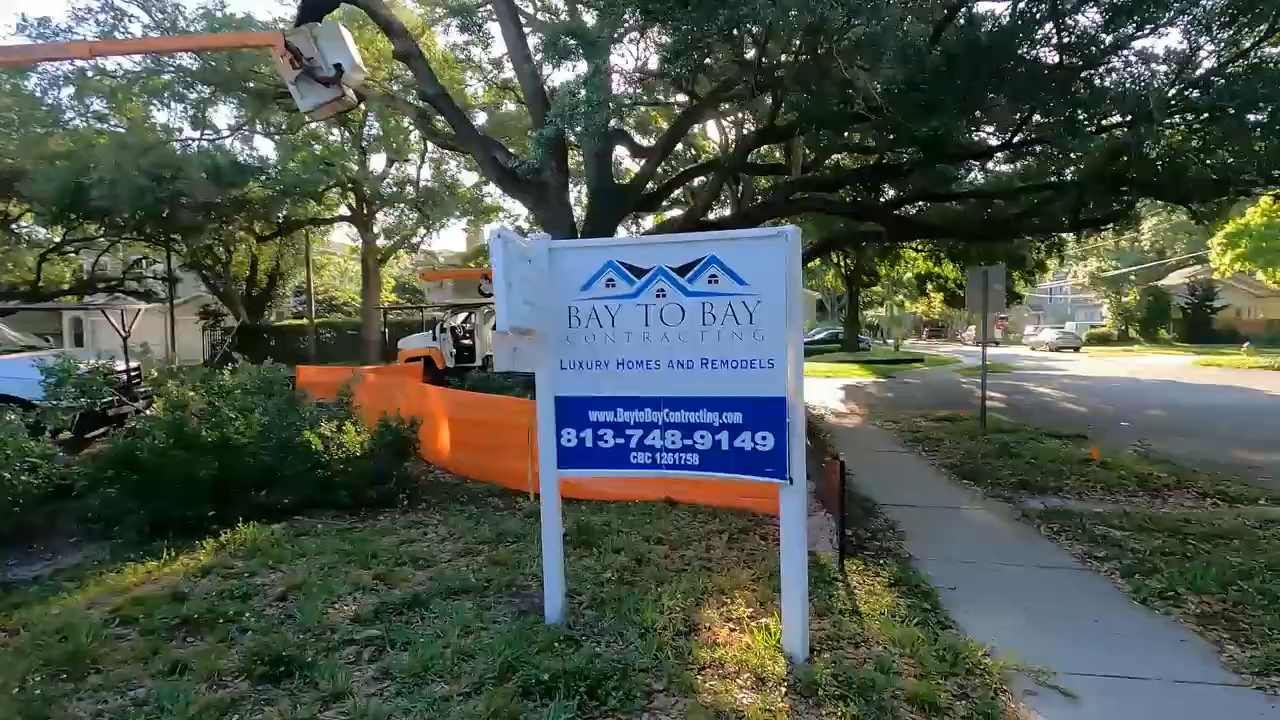 BAY TO BAY
CONTRACTING
LUXURY HOMES AND REMODELS
www.BaytoBayContracting.com
813-748-9149
CBC 1261758